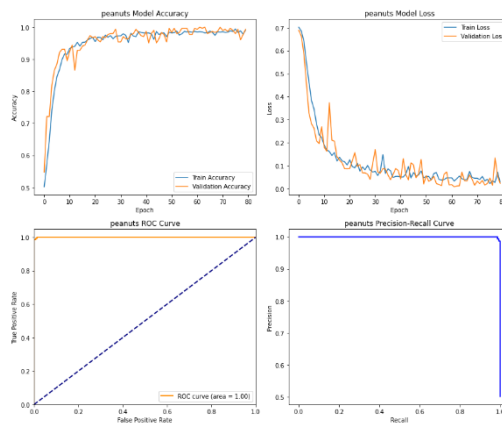 peanuts Model Accuracy
1.0
0.9
0.8
0.7
0.6
0.5
Accuracy
Train Accuracy
Validation Accuracy
0 10 20 30 40 50 60 70 80
Epoch
peanuts Model Loss
0.7
0.6
0.5
0.4
0.3
0.2
0.1
0.0
Loss
Train Loss
Validation Loss
0 10 20 30 40 50 60 70 80
Epoch
peanuts ROC Curve
1.0
0.8
0.6
0.4
0.2
0.0
True Positive Rate
ROC curve (area = 1.00)
0.0 0.2 0.4 0.6 0.8 1.0
False Positive Rate
peanuts Precision-Recall Curve
1.0
0.9
0.8
0.7
0.6
0.5
Precision
0.0 0.2 0.4 0.6 0.8 1.0
Recall